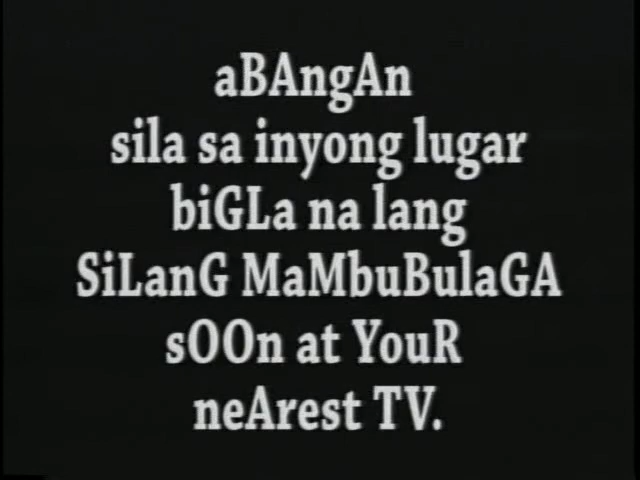 aBAngAn
sila sa inyong lugar
biGLa na lang
SiLanG MaMbuBulaGA
sOOn at YouR
neArest TV.